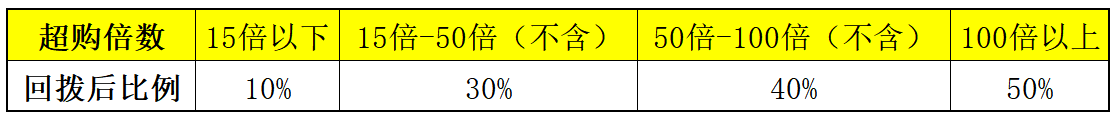 超购倍数 15倍以下 15倍-50倍（不含） 50倍-100倍（不含） 100倍以上
回拨后比例 10% 30% 40% 50%